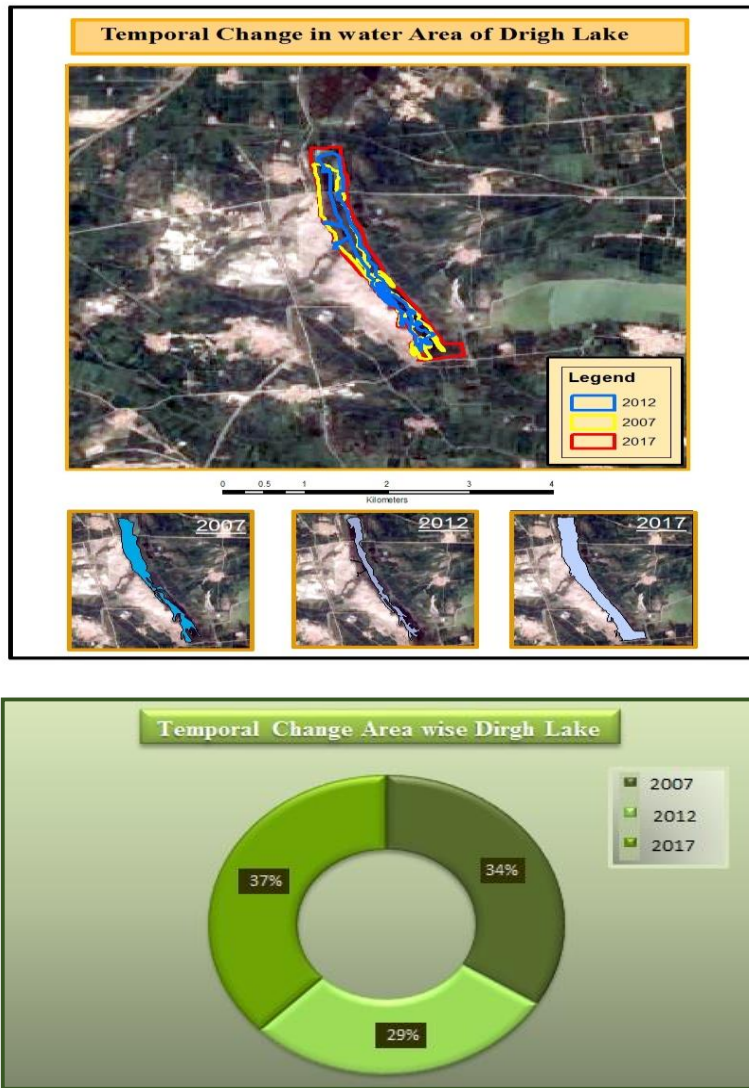 Temporal Change in water Area of Drigh Lake
Legend
2012
2007
2017
0 0.5 1 2 3 4
Kilometers
2007 2012 2017
Temporal Change Area wise Dirgh Lake
2007
2012
2017
37%
34%
29%